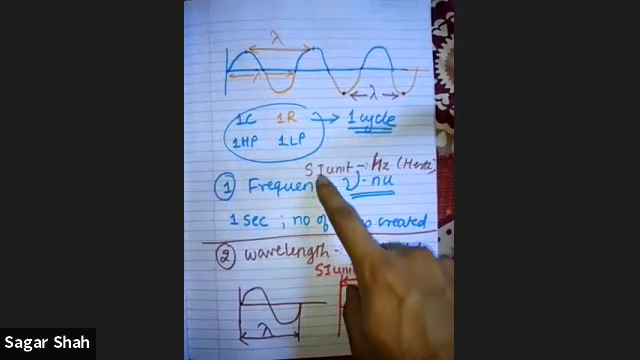 λ
λ
λ
1C 1R → 1 cycle
1HP 1LP
SI unit -: Hz (Hertz)
① Frequen ν - nu
1 sec ; no of created
② wavelength -
SI uni
λ
Sagar Shah